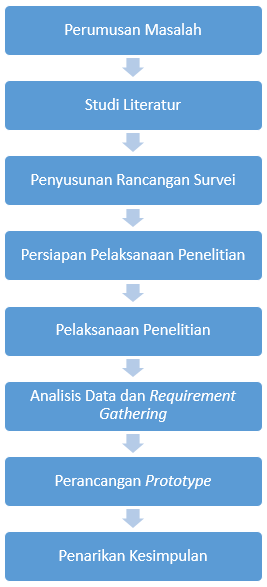 Perumusan Masalah
Studi Literatur
Penyusunan Rancangan Survei
Persiapan Pelaksanaan Penelitian
Pelaksanaan Penelitian
Analisis Data dan Requirement
Gathering
Perancangan Prototype
Penarikan Kesimpulan